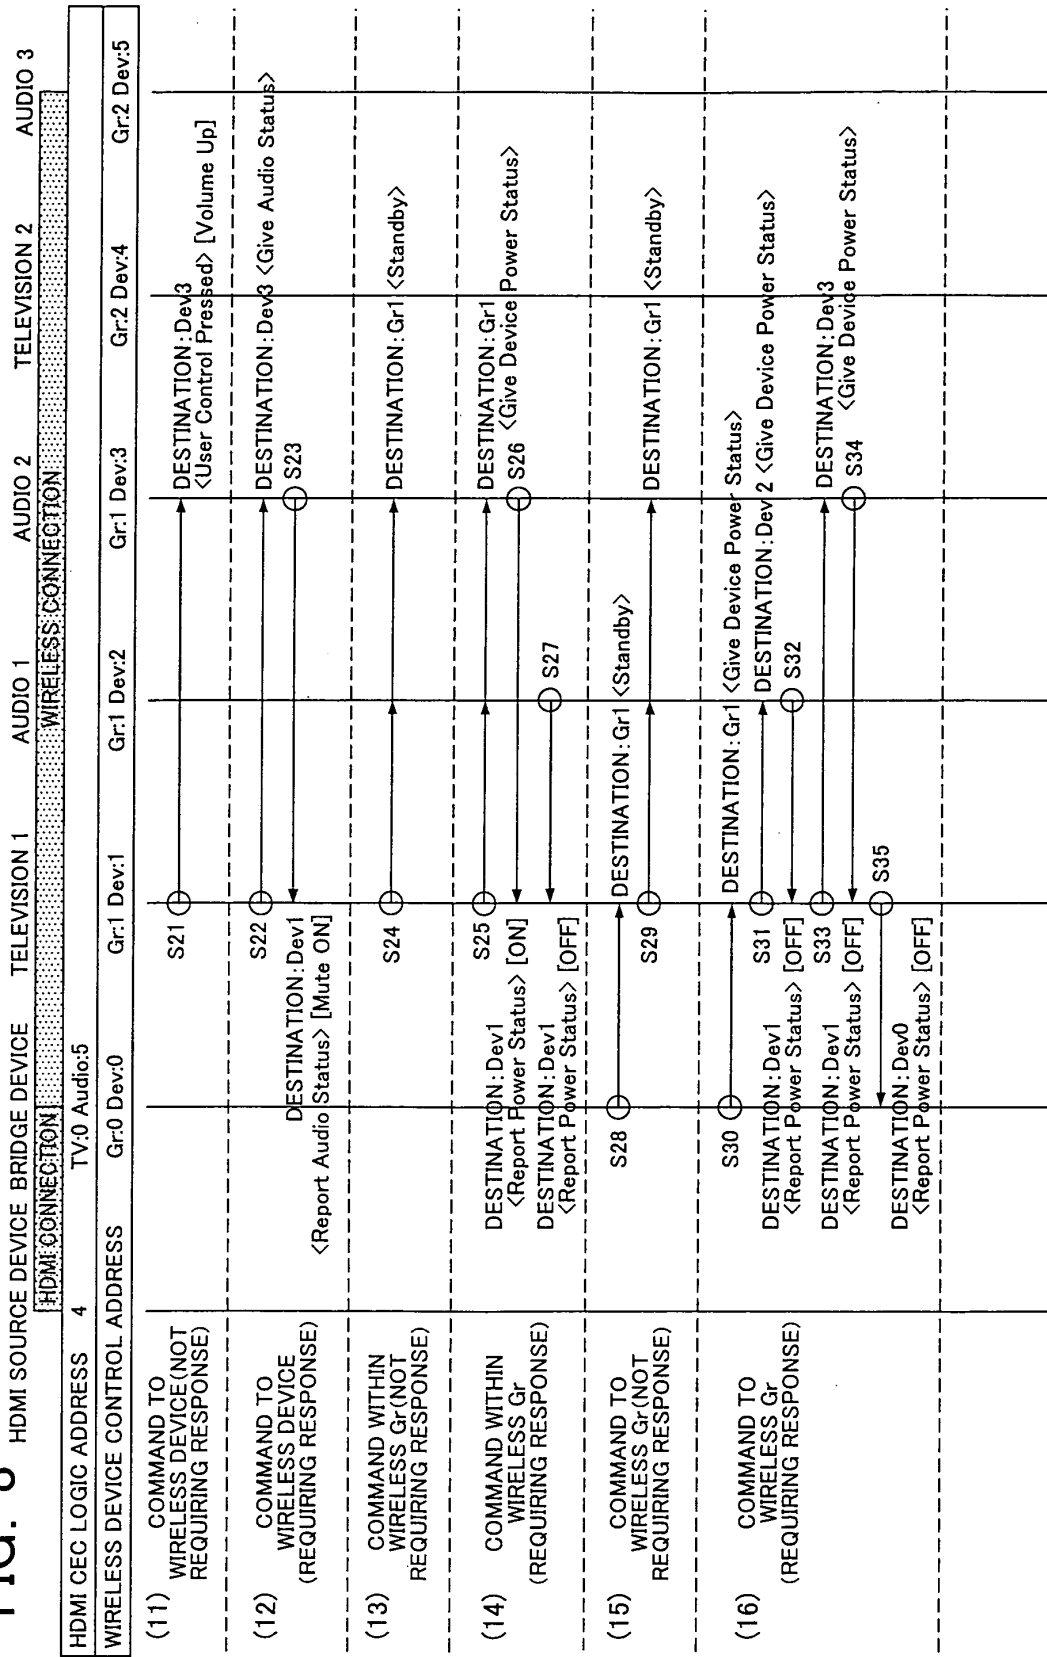 FIG. 8
HDMI SOURCE DEVICE BRIDGE DEVICE TELEVISION 1 AUDIO 1 AUDIO 2 TELEVISION 2 AUDIO 3
HDMI CONNECTION WIRELESS CONNECTION
HDMI CEC LOGIC ADDRESS 4 TV:0 Audio:5
WIRELESS DEVICE CONTROL ADDRESS Gr:0 Dev:0 Gr:1 Dev:1 Gr:1 Dev:2 Gr:1 Dev:3 Gr:2 Dev:4 Gr:2 Dev:5
(11) COMMAND TO
WIRELESS DEVICE(NOT
REQUIRING RESPONSE)
S21
DESTINATION:Dev3
<User Control Pressed> [Volume Up]
(12) COMMAND TO
WIRELESS DEVICE
(REQUIRING RESPONSE)
S22
DESTINATION:Dev3 <Give Audio Status>
S23
DESTINATION:Dev1
<Report Audio Status> [Mute ON]
(13) COMMAND WITHIN
WIRELESS Gr(NOT
REQUIRING RESPONSE)
S24
DESTINATION:Gr1 <Standby>
(14) COMMAND WITHIN
WIRELESS Gr
(REQUIRING RESPONSE)
S25
DESTINATION:Gr1
S26 <Give Device Power Status>
DESTINATION:Dev1
<Report Power Status> [ON]
S27
DESTINATION:Dev1
<Report Power Status> [OFF]
(15) COMMAND TO
WIRELESS Gr(NOT
REQUIRING RESPONSE)
S28
DESTINATION:Gr1 <Standby>
S29
DESTINATION:Gr1 <Standby>
(16) COMMAND TO
WIRELESS Gr
(REQUIRING RESPONSE)
S30
DESTINATION:Gr1 <Give Device Power Status>
S31
DESTINATION:Dev 2 <Give Device Power Status>
S32
DESTINATION:Dev1
<Report Power Status> [OFF]
S33
DESTINATION:Dev3
S34 <Give Device Power Status>
DESTINATION:Dev1
<Report Power Status> [OFF]
S35
DESTINATION:Dev0
<Report Power Status> [OFF]